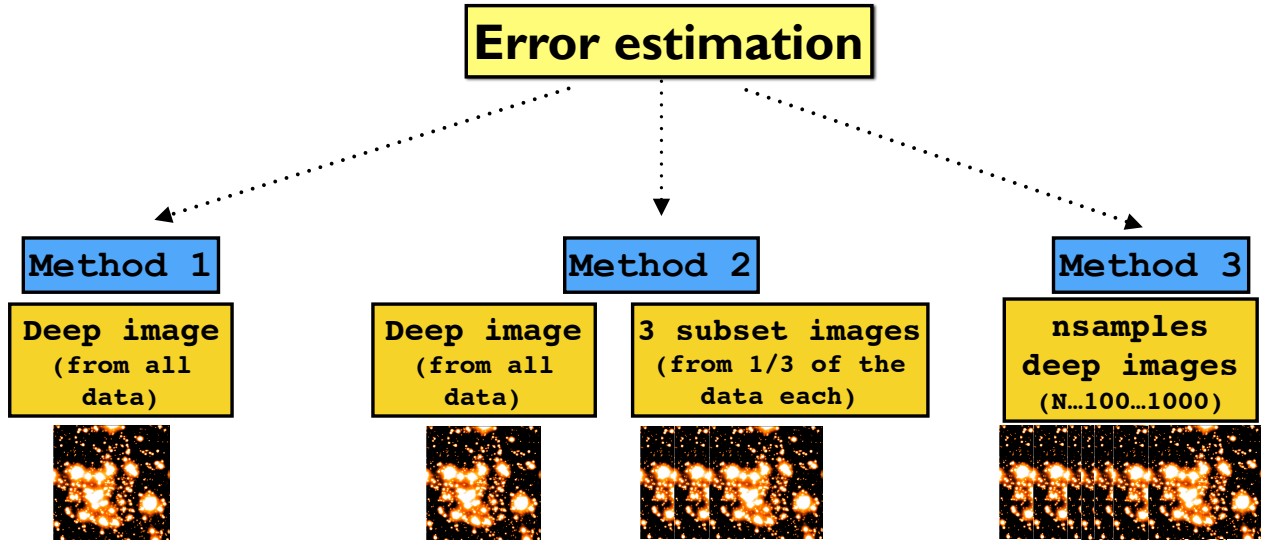 Error estimation
Method 1
Deep image
(from all
data)
Method 2
Deep image
(from all
data)
3 subset images
(from 1/3 of the
data each)
Method 3
nsamples
deep images
(N…100…1000)